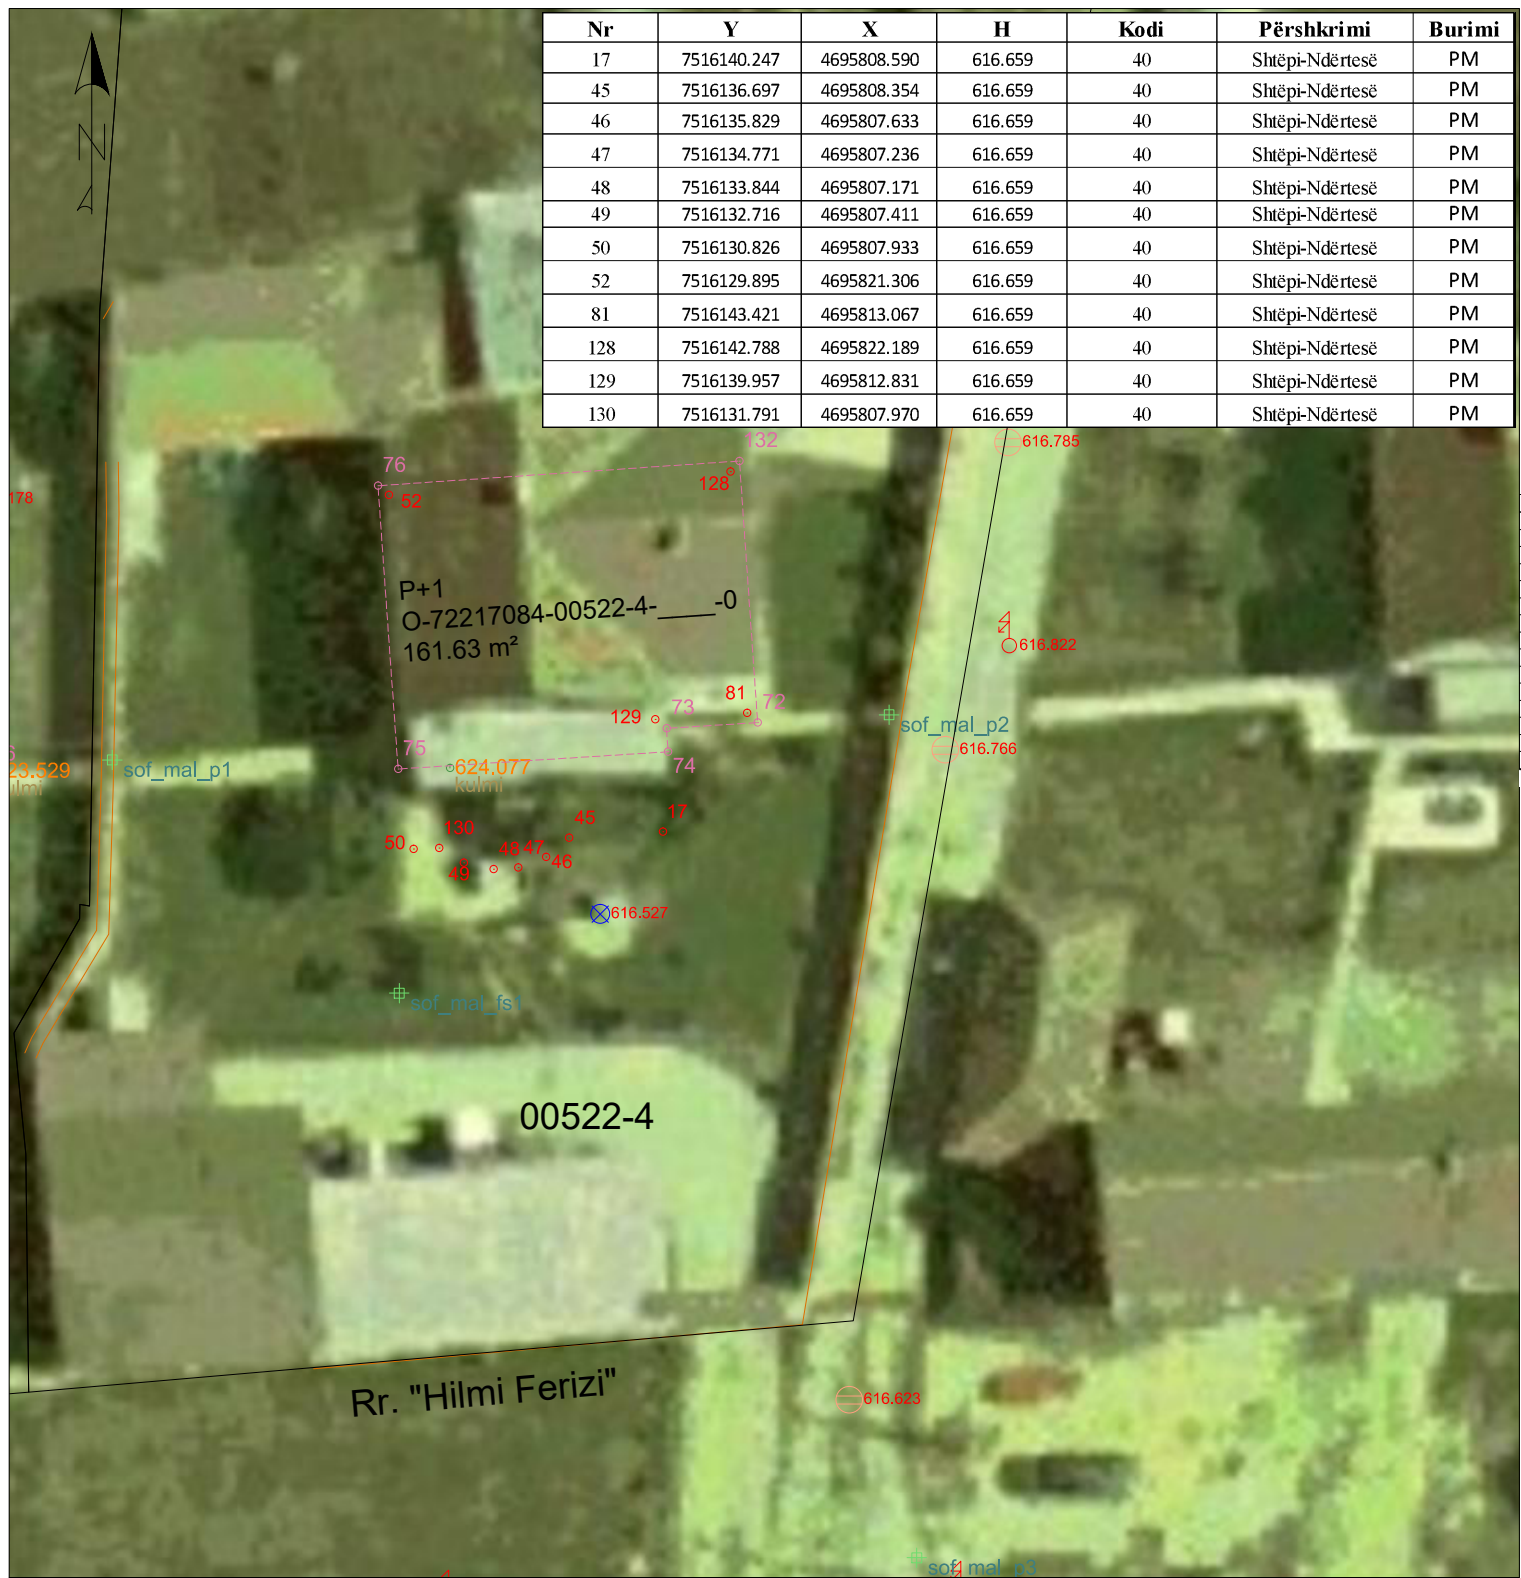 Nr Y X H Kodi Përshkrimi Burimi
17 7516140.247 4695808.590 616.659 40 Shtëpi-Ndërtesë PM
45 7516136.697 4695808.354 616.659 40 Shtëpi-Ndërtesë PM
46 7516135.829 4695807.633 616.659 40 Shtëpi-Ndërtesë PM
47 7516134.771 4695807.236 616.659 40 Shtëpi-Ndërtesë PM
48 7516133.844 4695807.171 616.659 40 Shtëpi-Ndërtesë PM
49 7516132.716 4695807.411 616.659 40 Shtëpi-Ndërtesë PM
50 7516130.826 4695807.933 616.659 40 Shtëpi-Ndërtesë PM
52 7516129.895 4695821.306 616.659 40 Shtëpi-Ndërtesë PM
81 7516143.421 4695813.067 616.659 40 Shtëpi-Ndërtesë PM
128 7516142.788 4695822.189 616.659 40 Shtëpi-Ndërtesë PM
129 7516139.957 4695812.831 616.659 40 Shtëpi-Ndërtesë PM
130 7516131.791 4695807.970 616.659 40 Shtëpi-Ndërtesë PM
N
132
616.785
76
128
178
52
P+1
O-72217084-00522-4-____-0
161.63 m²
616.822
81
72
73
129
sof_mal_p2
75
616.766
74
624.077
kulmi
23.529
sof_mal_p1
17
45
130
50
48
47
46
49
616.527
sof_mal_fs1
00522-4
Rr. "Hilmi Ferizi"
616.623
sof_mal_p3